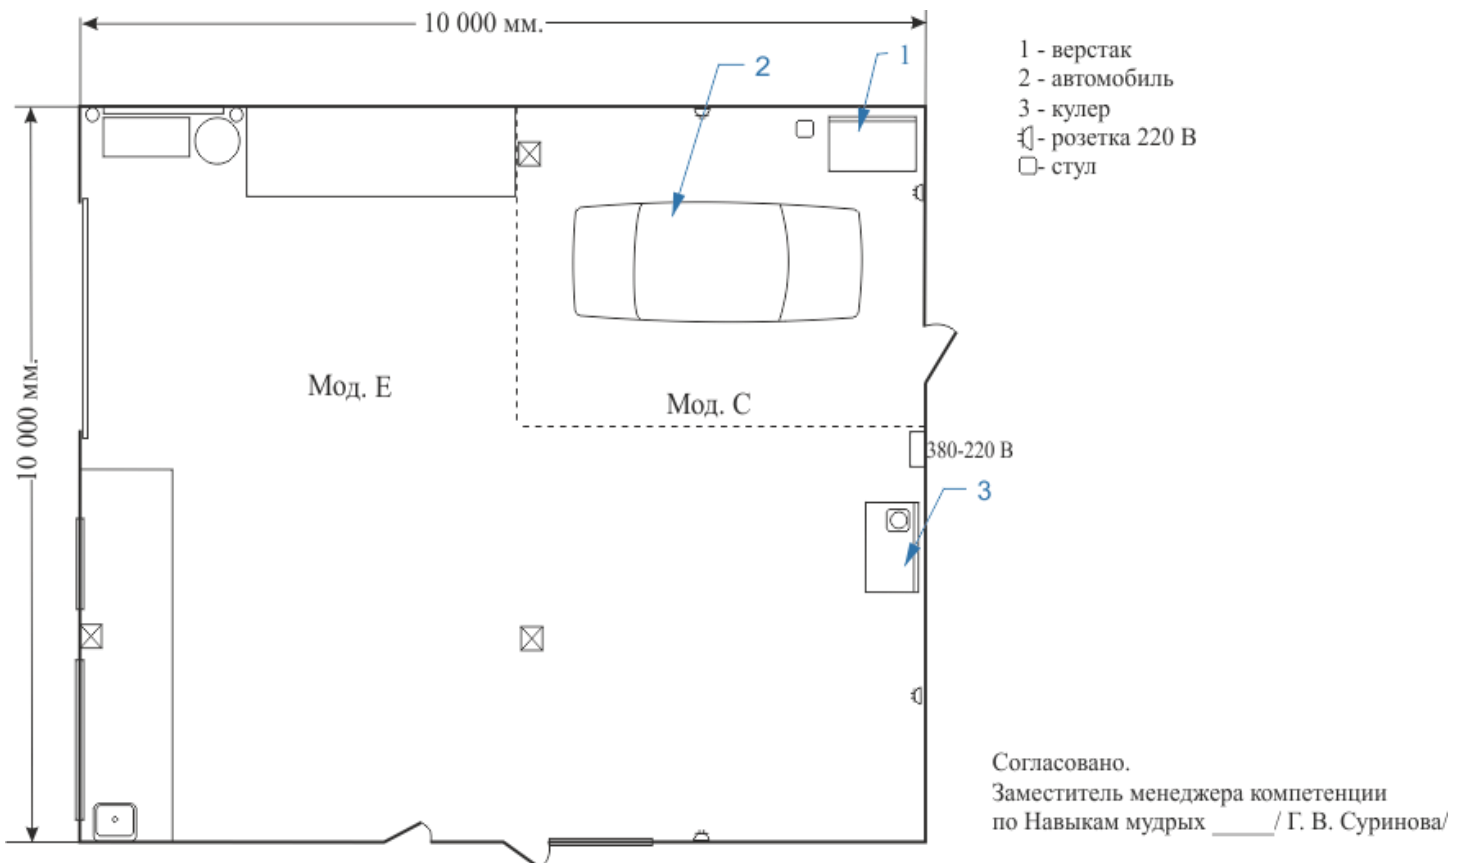 10 000 мм.
1
2
1 - верстак
2 - автомобиль
3 - кулер
- розетка 220 В
- стул
10 000 мм.
Мод. Е
Мод. С
380-220 В
3
Согласовано.
Заместитель менеджера компетенции
по Навыкам мудрых _____/ Г. В. Суринова/